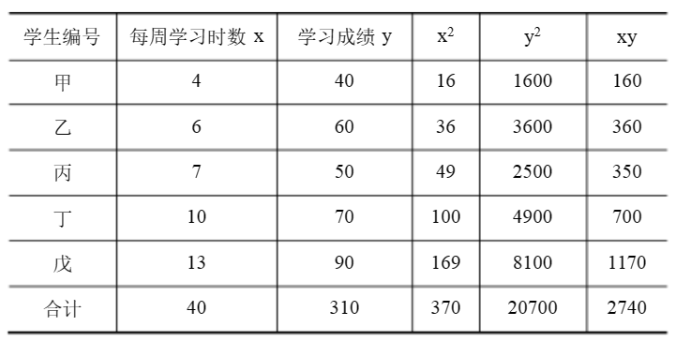 学生编号 每周学习时数 x 学习成绩 y x² y² xy
甲 4 40 16 1600 160
乙 6 60 36 3600 360
丙 7 50 49 2500 350
丁 10 70 100 4900 700
戊 13 90 169 8100 1170
合计 40 310 370 20700 2740